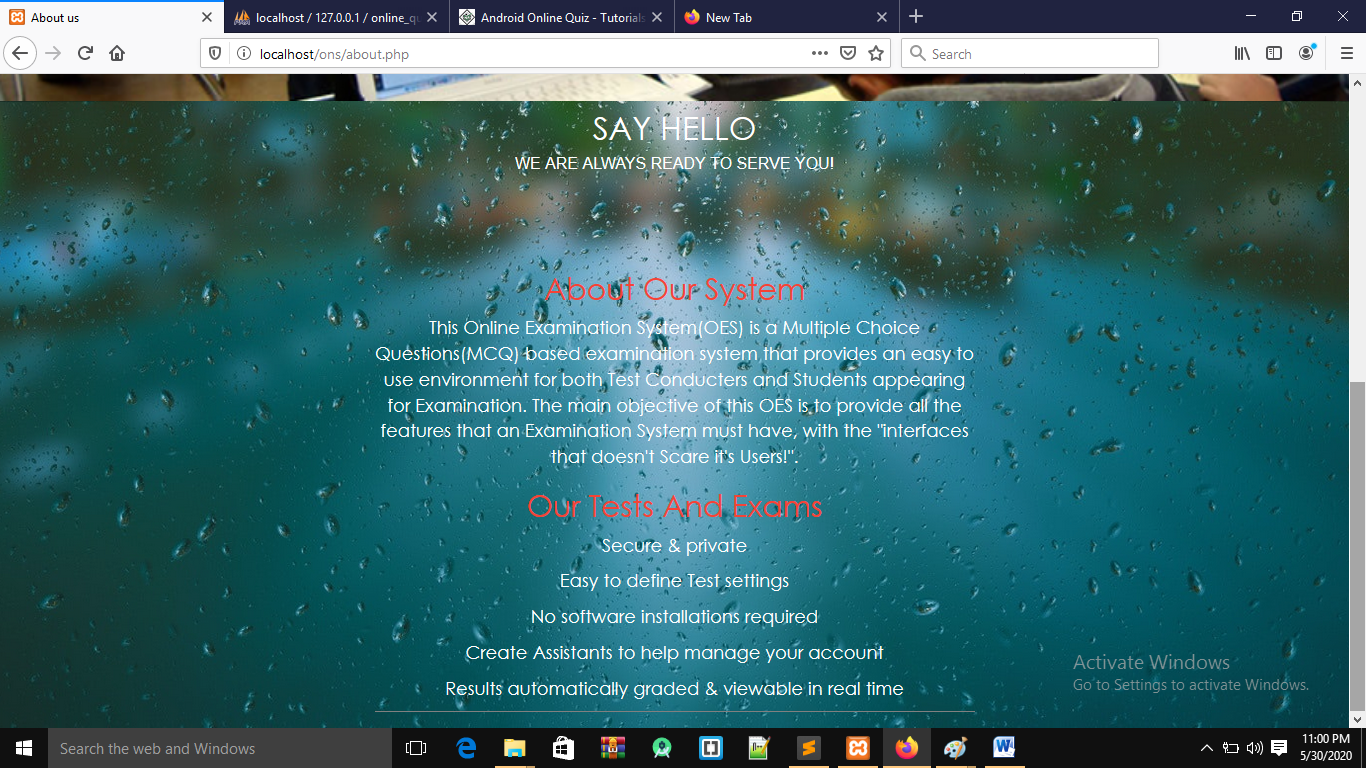 About us
localhost / 127.0.0.1 / online_qu
Android Online Quiz - Tutorials
New Tab
localhost/ons/about.php
Search
SAY HELLO
WE ARE ALWAYS READY TO SERVE YOU!
About Our System
This Online Examination System(OES) is a Multiple Choice
Questions(MCQ) based examination system that provides an easy to
use environment for both Test Conducters and Students appearing
for Examination. The main objective of this OES is to provide all the
features that an Examination System must have, with the "interfaces
that doesn't Scare it's Users!".
Our Tests And Exams
Secure & private
Easy to define Test settings
No software installations required
Create Assistants to help manage your account
Results automatically graded & viewable in real time
Activate Windows
Go to Settings to activate Windows.
Search the web and Windows
11:00 PM
5/30/2020